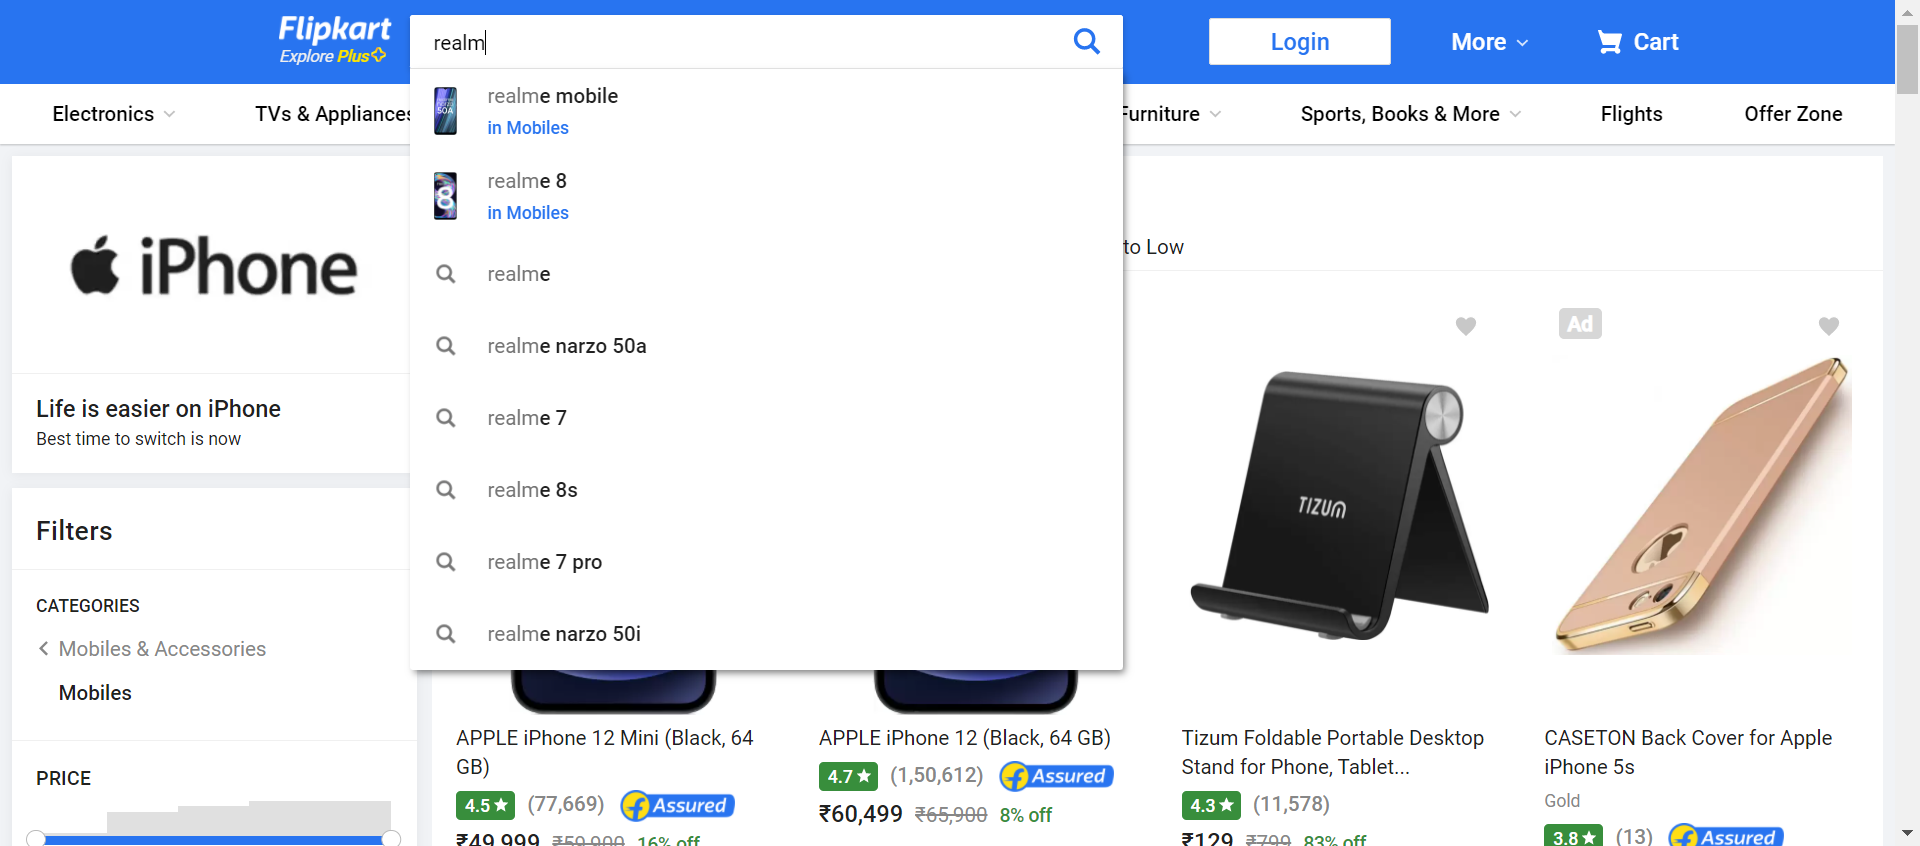 Flipkart
Explore Plus
realm
Login
More
Cart
Electronics
TVs & Appliances
Furniture
Sports, Books & More
Flights
Offer Zone
realme mobile
in Mobiles
realme 8
in Mobiles
realme
realme narzo 50a
realme 7
realme 8s
realme 7 pro
realme narzo 50i
iPhone
Life is easier on iPhone
Best time to switch is now
Filters
CATEGORIES
Mobiles & Accessories
Mobiles
PRICE
to Low
Ad
TIZUM
APPLE iPhone 12 Mini (Black, 64
GB)
4.5 (77,669) Assured
₹49,999 ₹59,900 16% off
APPLE iPhone 12 (Black, 64 GB)
4.7 (1,50,612) Assured
₹60,499 ₹65,900 8% off
Tizum Foldable Portable Desktop
Stand for Phone, Tablet...
4.3 (11,578)
₹129 ₹799 83% off
CASETON Back Cover for Apple
iPhone 5s
Gold
3.8 (13) Assured